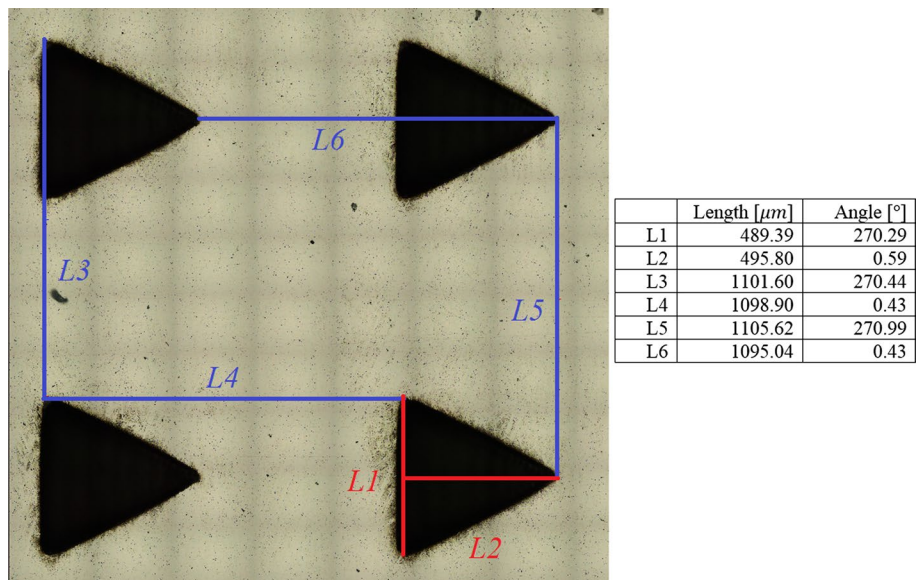 L6
L3
L5
L4
L1
L2
Length [μm] Angle [°]
L1 489.39 270.29
L2 495.80 0.59
L3 1101.60 270.44
L4 1098.90 0.43
L5 1105.62 270.99
L6 1095.04 0.43